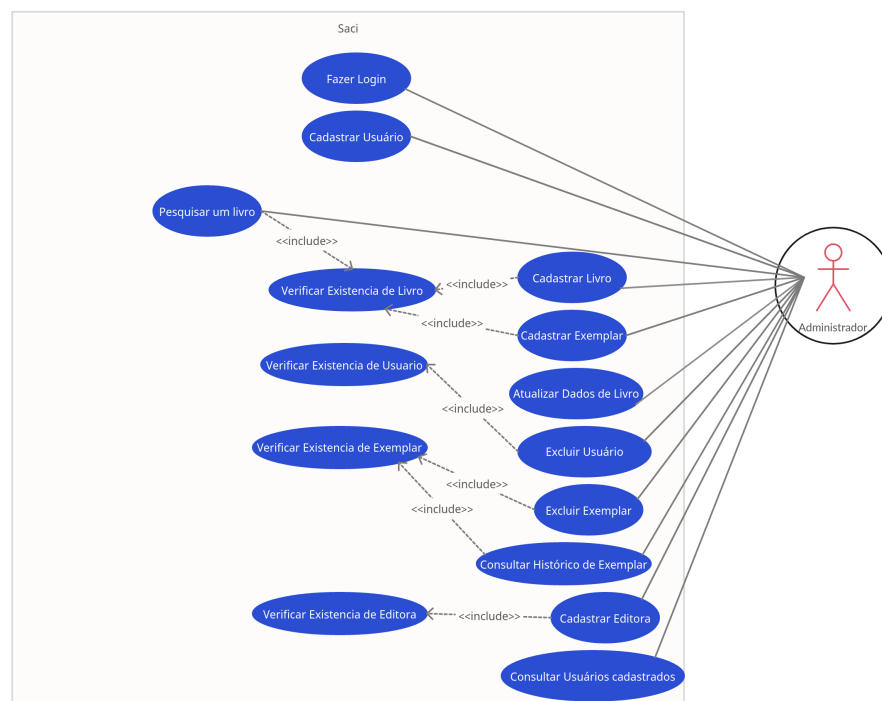 Saci
Fazer Login
Cadastrar Usuário
Pesquisar um livro
<<include>>
Verificar Existencia de Livro
<<include>>
Cadastrar Livro
<<include>>
Cadastrar Exemplar
Administrador
Verificar Existencia de Usuario
Atualizar Dados de Livro
<<include>>
Verificar Existencia de Exemplar
Excluir Usuário
<<include>>
Excluir Exemplar
<<include>>
Consultar Histórico de Exemplar
Verificar Existencia de Editora
<<include>>
Cadastrar Editora
Consultar Usuários cadastrados